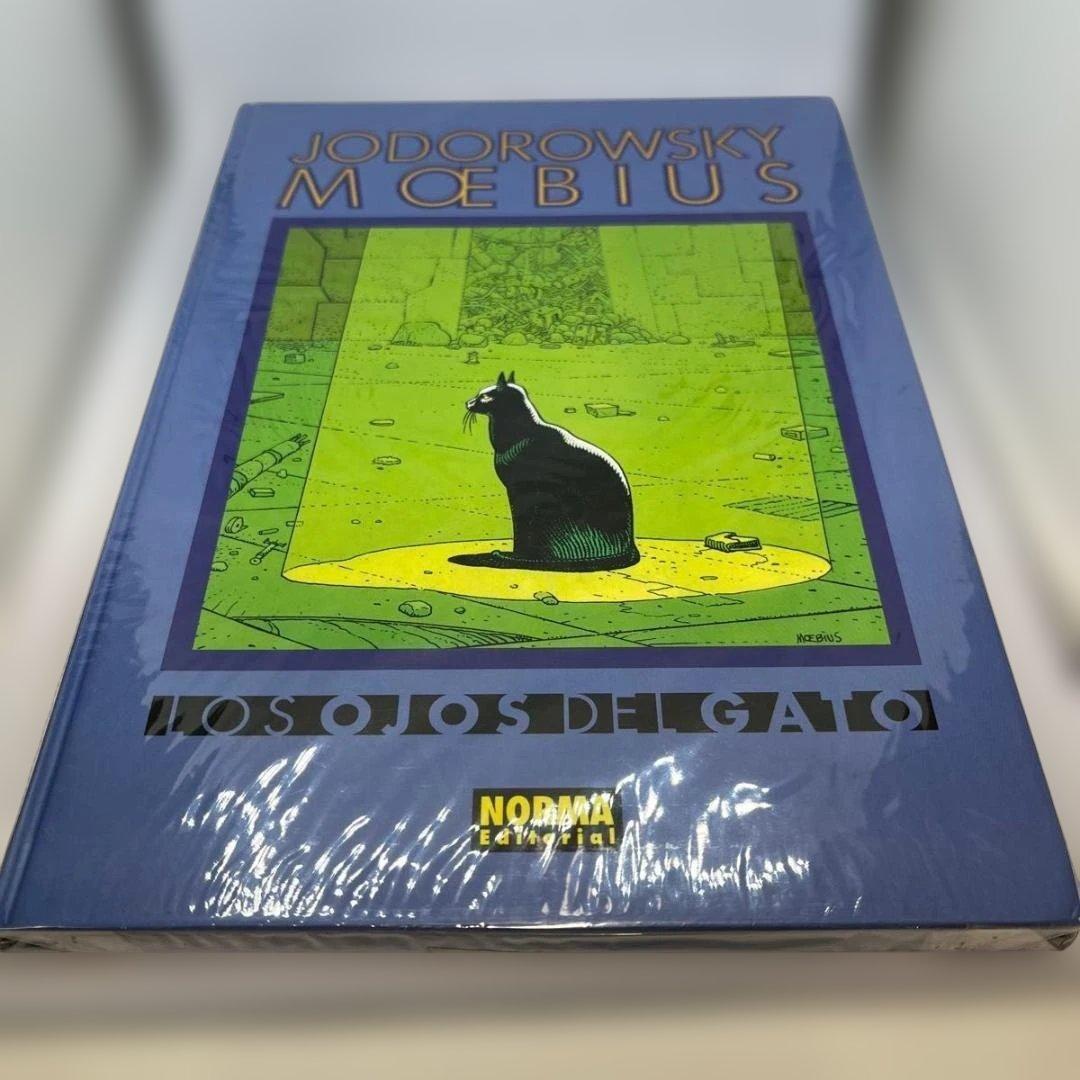 JODOROWSKY
MŒBIUS
MŒBIUS
LOS OJOS DEL GATO
NORMA
Editorial